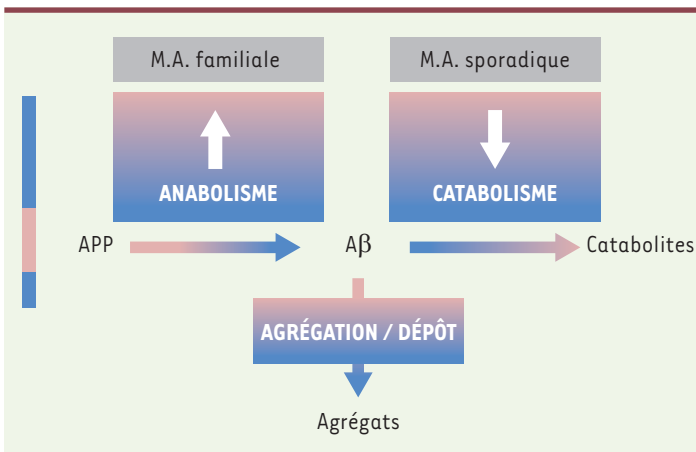 M.A. familiale
M.A. sporadique
ANABOLISME
CATABOLISME
APP
Aβ
Catabolites
AGRÉGATION / DÉPÔT
Agrégats